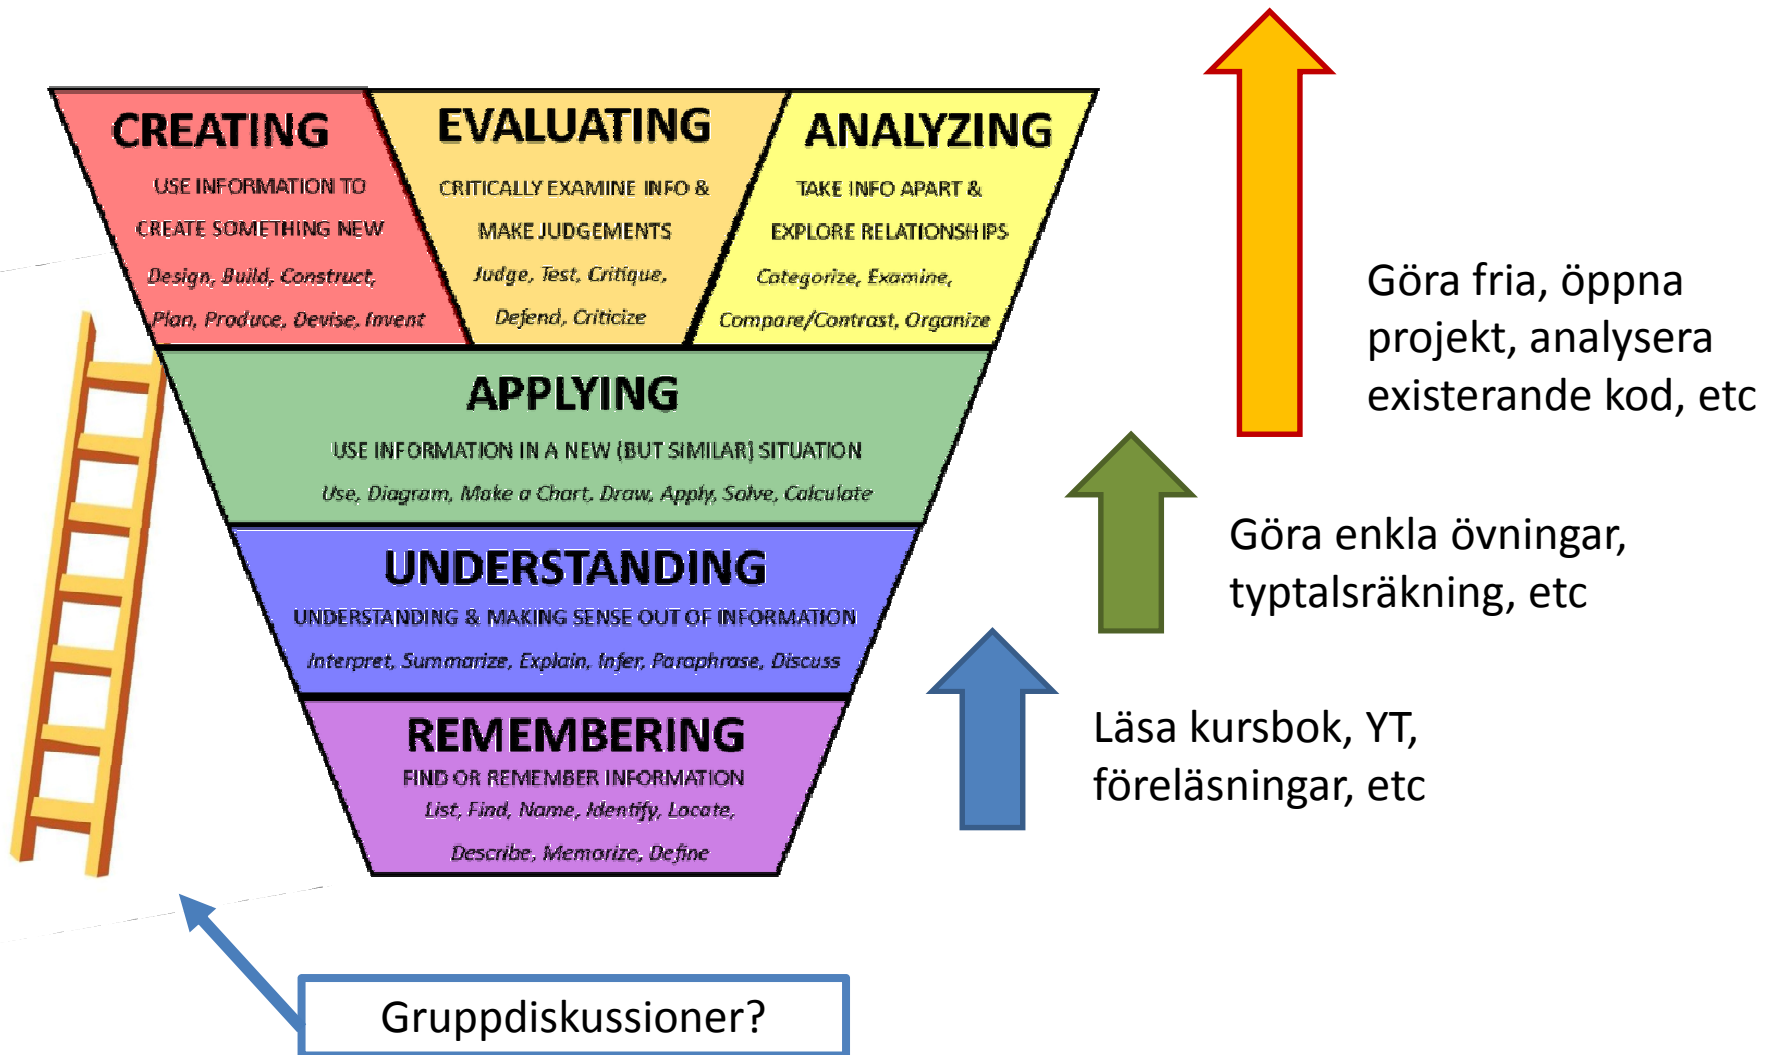 CREATING
USE INFORMATION TO
CREATE SOMETHING NEW
Design, Build, Construct,
Plan, Produce, Devise, Invent
EVALUATING
CRITICALLY EXAMINE INFO &
MAKE JUDGEMENTS
Judge, Test, Critique,
Defend, Criticize
ANALYZING
TAKE INFO APART &
EXPLORE RELATIONSHIPS
Categorize, Examine,
Compare/Contrast, Organize
Göra fria, öppna
projekt, analysera
existerande kod, etc
APPLYING
USE INFORMATION IN A NEW (BUT SIMILAR) SITUATION
Use, Diagram, Make a Chart, Draw, Apply, Solve, Calculate
Göra enkla övningar,
typtalsräkning, etc
UNDERSTANDING
UNDERSTANDING & MAKING SENSE OUT OF INFORMATION
Interpret, Summarize, Explain, Infer, Paraphrase, Discuss
Läsa kursbok, YT,
föreläsningar, etc
REMEMBERING
FIND OR REMEMBER INFORMATION
List, Find, Name, Identify, Locate,
Describe, Memorize, Define
Gruppdiskussioner?